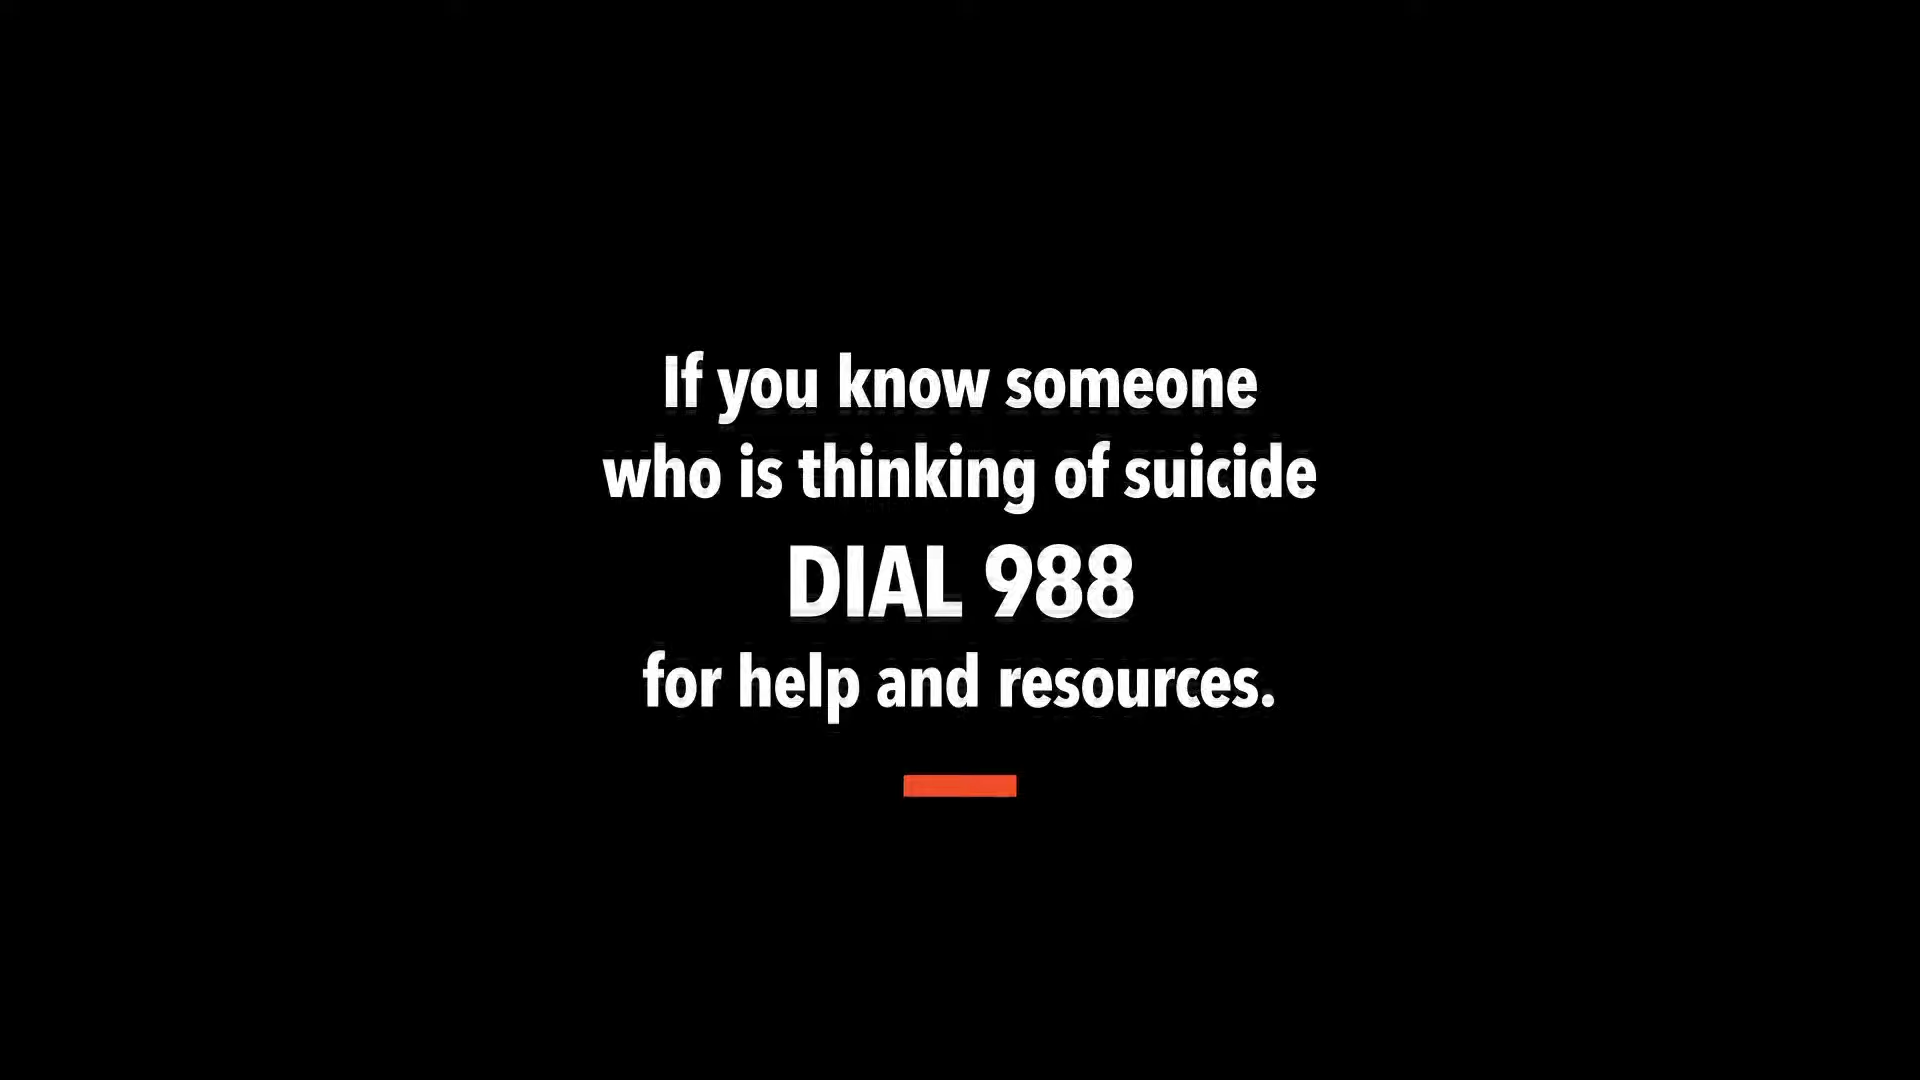 If you know someone
who is thinking of suicide
DIAL 988
for help and resources.